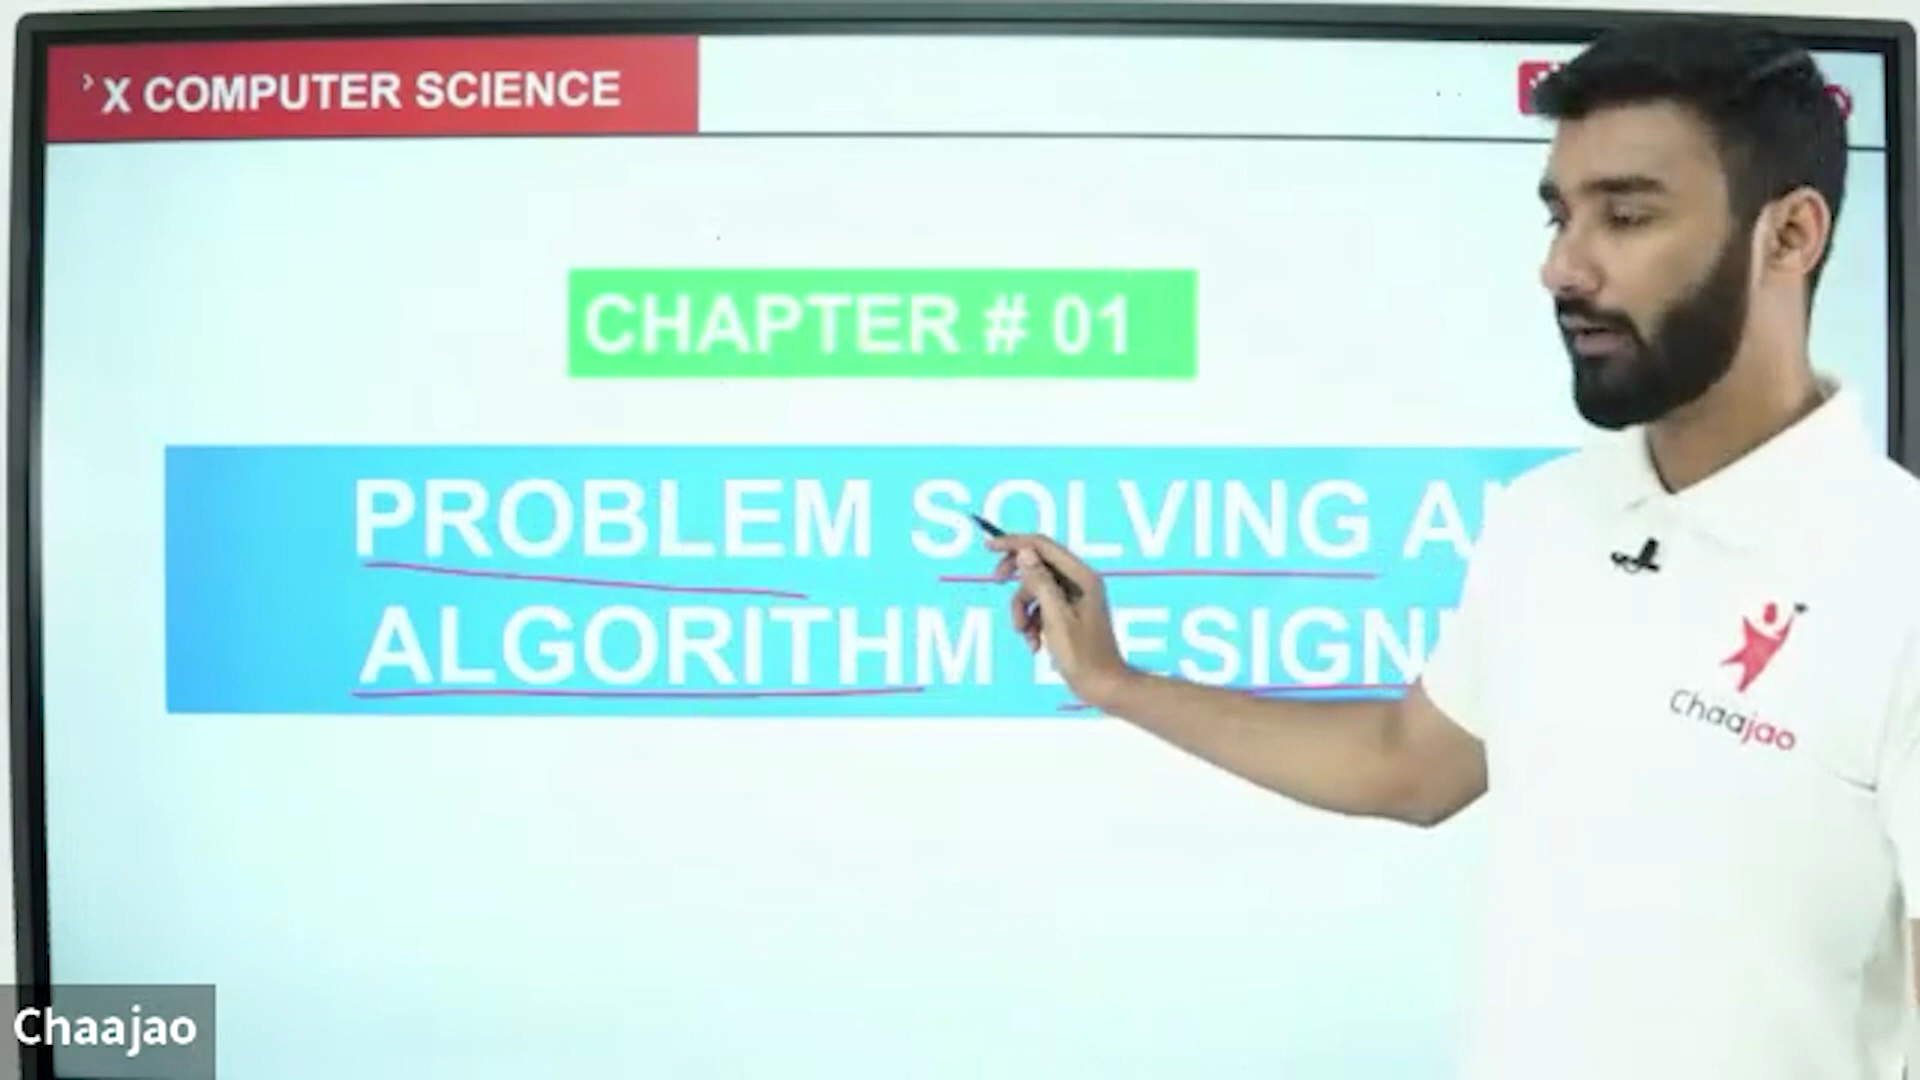 X COMPUTER SCIENCE
CHAPTER # 01
PROBLEM SOLVING
ALGORITHM
Chaajao
Chaajao